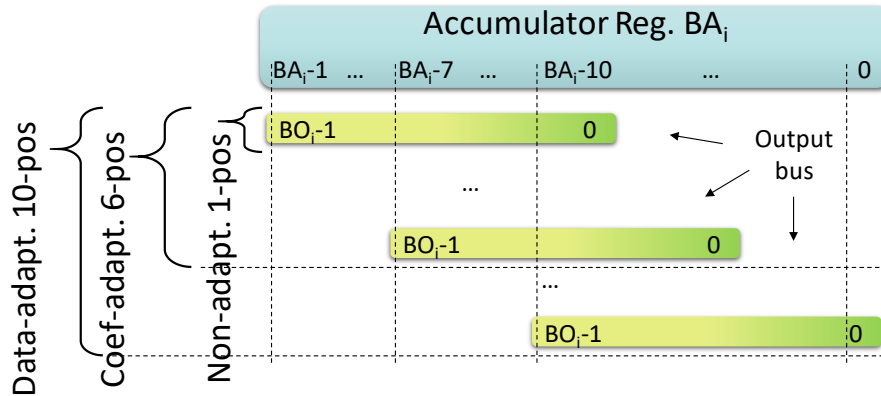 Accumulator Reg. BAᵢ
BAᵢ-1 ... BAᵢ-7 ... BAᵢ-10 ... 0
Data-adapt. 10-pos
Coef-adapt. 6-pos
Non-adapt. 1-pos
BOᵢ-1 0
Output
bus
...
BOᵢ-1 0
...
BOᵢ-1 0